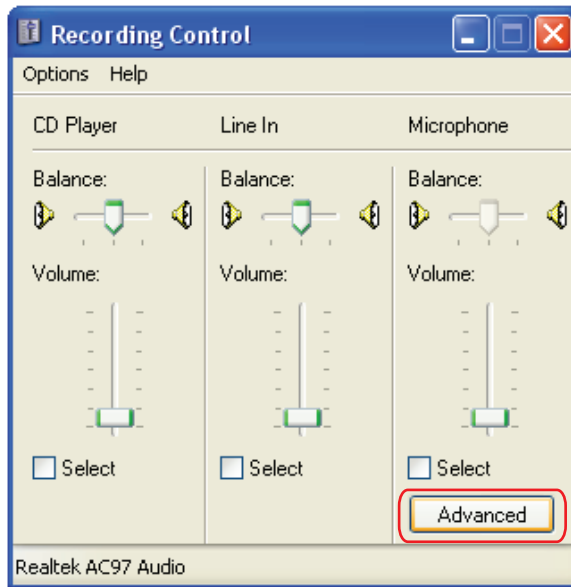 Recording Control
Options Help
CD Player Line In Microphone
Balance: Balance: Balance:
Volume: Volume: Volume:
Select Select Select
Advanced
Realtek AC97 Audio